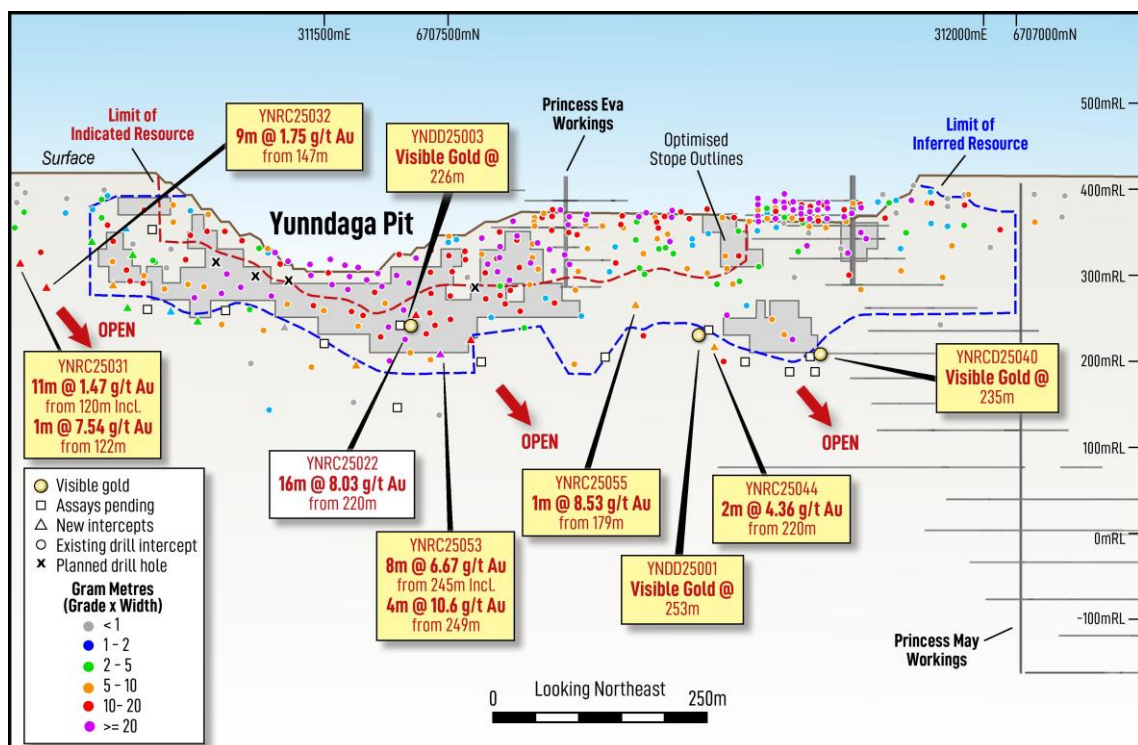 311500mE
6707500mN
312000mE
6707000mN
500mRL
400mRL
300mRL
200mRL
100mRL
0mRL
-100mRL
Limit of
Indicated Resource
Surface
YNRC25032
9m @ 1.75 g/t Au
from 147m
YNDD25003
Visible Gold @
226m
Princess Eva
Workings
Optimised
Stope Outlines
Limit of
Inferred Resource
Yunndaga Pit
OPEN
OPEN
OPEN
YNRC25031
11m @ 1.47 g/t Au
from 120m Incl.
1m @ 7.54 g/t Au
from 122m
YNRC25022
16m @ 8.03 g/t Au
from 220m
YNRC25053
8m @ 6.67 g/t Au
from 245m Incl.
4m @ 10.6 g/t Au
from 249m
YNRC25055
1m @ 8.53 g/t Au
from 179m
YNDD25001
Visible Gold @
253m
YNRC25044
2m @ 4.36 g/t Au
from 220m
YNRCD25040
Visible Gold @
235m
Princess May
Workings
Visible gold
Assays pending
New intercepts
Existing drill intercept
x Planned drill hole
Gram Metres
(Grade x Width)
< 1
1 - 2
2 - 5
5 - 10
10- 20
>= 20
Looking Northeast
0
250m